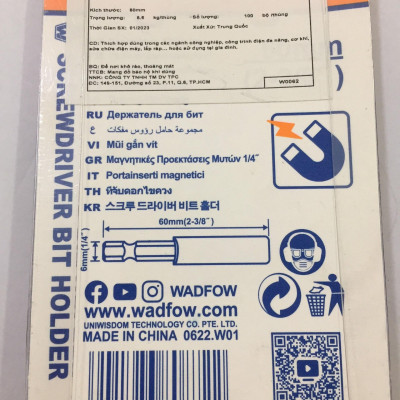 Kích thước: 60mm
Trọng lượng: 5.5 kg/thùng Số lượng: 100 bộ/thùng
Thời Gian SX: 01/2023 Xuất Xứ: Trung Quốc
CD: Thích hợp dùng trong các ngành công nghiệp, công trình điện đa năng, cơ khí,
sửa chữa điện máy, lắp ráp,... hoặc sử dụng tại gia đình.
BQ: Để nơi khô ráo, thoáng mát
TTCB: Mang đồ bảo hộ khi dùng
NNK: CÔNG TY TNHH TM DV TPC
ĐC: 145-151, Đường số 23, P.11, Q.6, TP.HCM W0062
RU Держатель для бит
ع مجموعة حامل رؤوس مفكات
VI Mũi gắn vít
GR Μαγνητικές Προεκτάσεις Μυτών 1/4"
IT Portainserti magnetici
TH ที่จับดอกไขควง
KR 스크루 드라이버 비트 홀더
60mm(2-3/8")
6mm(1/4")
WADFOW
www.wadfow.com
UNIWISDOM TECHNOLOGY CO. PTE. LTD.
MADE IN CHINA 0622.W01
WADFOW
SCREWDRIVER BIT HOLDER